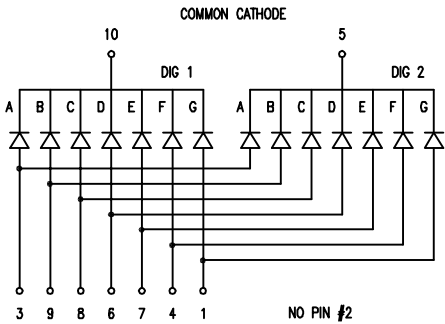 COMMON CATHODE
10 5
DIG 1 DIG 2
A B C D E F G A B C D E F G
3 9 8 6 7 4 1 NO PIN #2